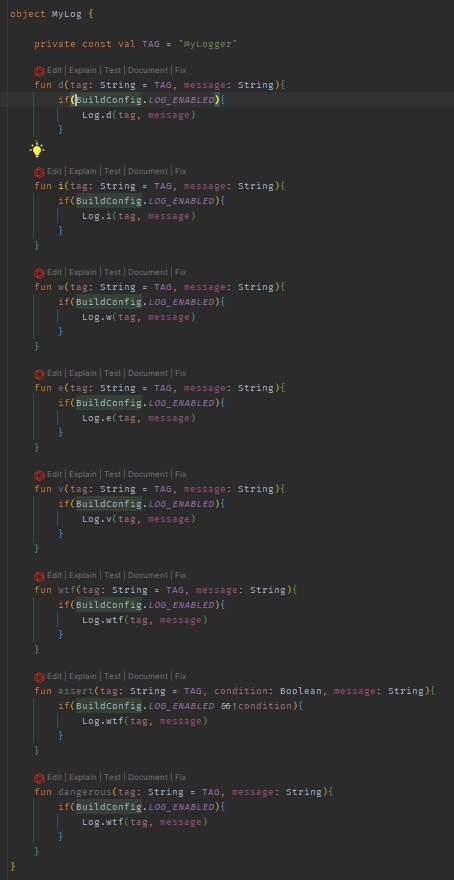 object MyLog {
private const val TAG = "MyLogger"
Edit | Explain | Test | Document | Fix
fun d(tag: String = TAG, message: String){
if(BuildConfig.LOG_ENABLED){
Log.d(tag, message)
}
Edit | Explain | Test | Document | Fix
fun i(tag: String = TAG, message: String){
if(BuildConfig.LOG_ENABLED){
Log.i(tag, message)
}
}
Edit | Explain | Test | Document | Fix
fun w(tag: String = TAG, message: String){
if(BuildConfig.LOG_ENABLED){
Log.w(tag, message)
}
}
Edit | Explain | Test | Document | Fix
fun e(tag: String = TAG, message: String){
if(BuildConfig.LOG_ENABLED){
Log.e(tag, message)
}
}
Edit | Explain | Test | Document | Fix
fun v(tag: String = TAG, message: String){
if(BuildConfig.LOG_ENABLED){
Log.v(tag, message)
}
}
Edit | Explain | Test | Document | Fix
fun wtf(tag: String = TAG, message: String){
if(BuildConfig.LOG_ENABLED){
Log.wtf(tag, message)
}
}
Edit | Explain | Test | Document | Fix
fun assert(tag: String = TAG, condition: Boolean, message: String){
if(BuildConfig.LOG_ENABLED &&!condition){
Log.wtf(tag, message)
}
}
Edit | Explain | Test | Document | Fix
fun dangerous(tag: String = TAG, message: String){
if(BuildConfig.LOG_ENABLED){
Log.wtf(tag, message)
}
}
}